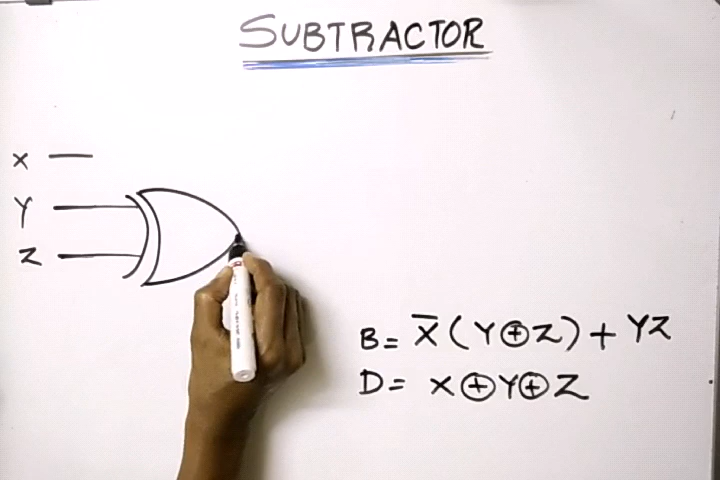 SUBTRACTOR
X
Y
Z
B = X̅ (Y⊕Z) + YZ
D = X⊕Y⊕Z